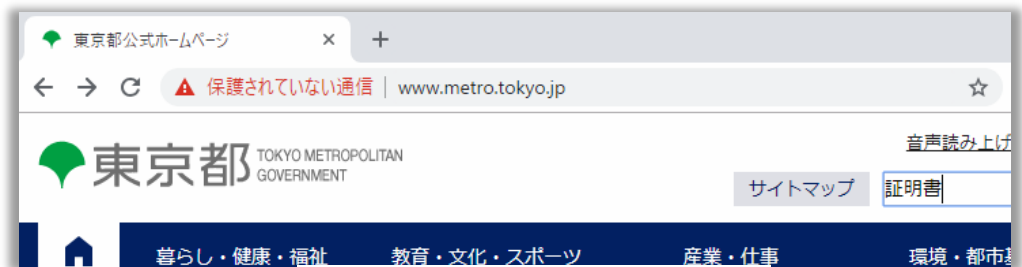 東京都公式ホームページ
保護されていない通信 | www.metro.tokyo.jp
音声読み上げ
東京都 TOKYO METROPOLITAN
GOVERNMENT
サイトマップ 証明書
暮らし・健康・福祉 教育・文化・スポーツ 産業・仕事 環境・都市